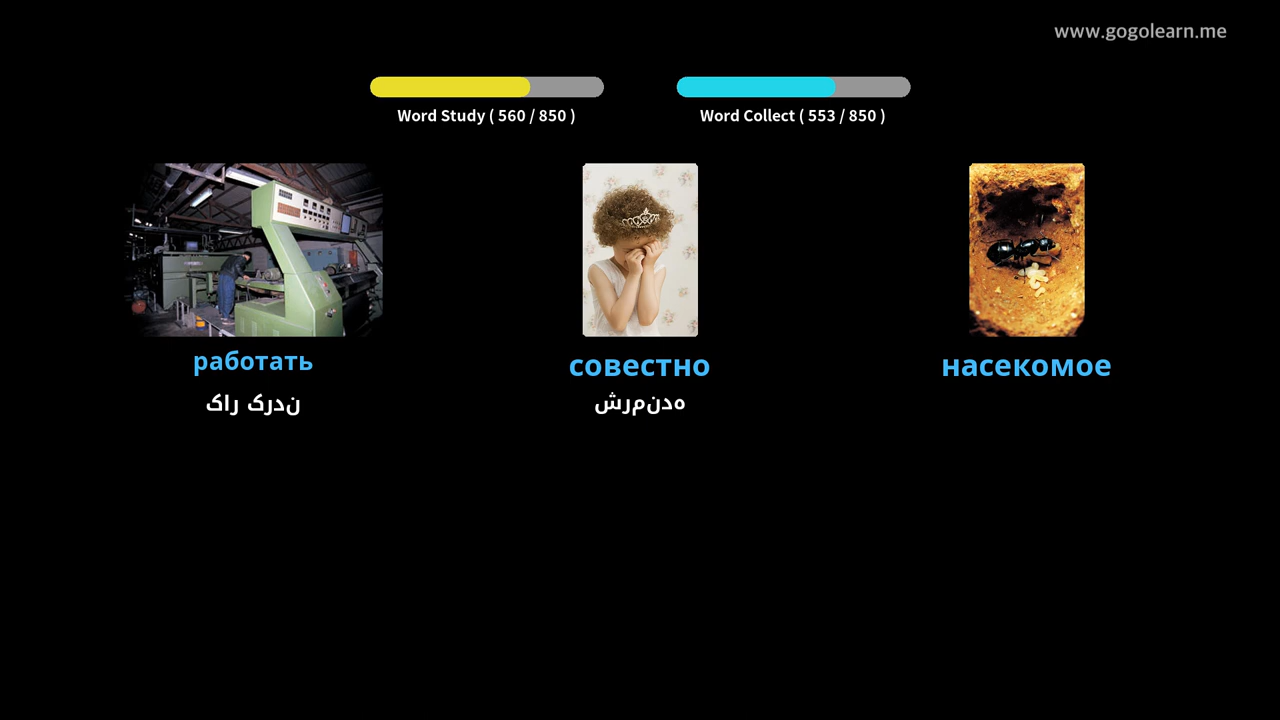 www.gogolearn.me
Word Study ( 560 / 850 )
Word Collect ( 553 / 850 )
работать
ندرک راک
совестно
هدنمرش
насекомое